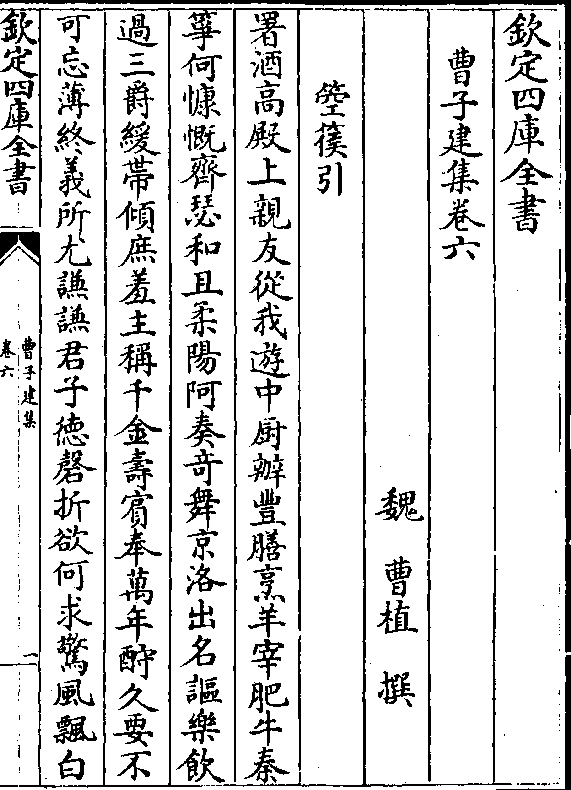 欽定四庫全書
曹子建集卷六
魏 曹植 撰
箜篌引
署酒高殿上親友從我遊中厨辦豐膳烹羊宰肥牛秦
筝何慷慨齊瑟和且柔陽阿奏竒舞京洛出名謳樂飲
過三爵緩帶傾庶羞主稱千金壽賓奉萬年酧久要不
可忘薄終義所尤謙謙君子徳磬折欲何求驚風飄白
欽定四庫全書
曹子建集
卷六
一